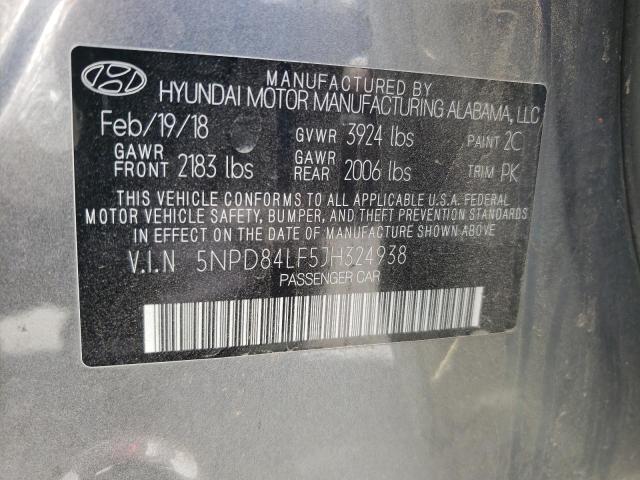 MANUFACTURED BY
HYUNDAI MOTOR MANUFACTURING ALABAMA, LLC
Feb/19/18 GVWR 3924 lbs PAINT 2C
GAWR FRONT 2183 lbs GAWR REAR 2006 lbs TRIM PK
THIS VEHICLE CONFORMS TO ALL APPLICABLE U.S.A. FEDERAL
MOTOR VEHICLE SAFETY, BUMPER, AND THEFT PREVENTION STANDARDS
IN EFFECT ON THE DATE OF MANUFACTURE SHOWN ABOVE.
V.I.N 5NPD84LF5JH324938
PASSENGER CAR